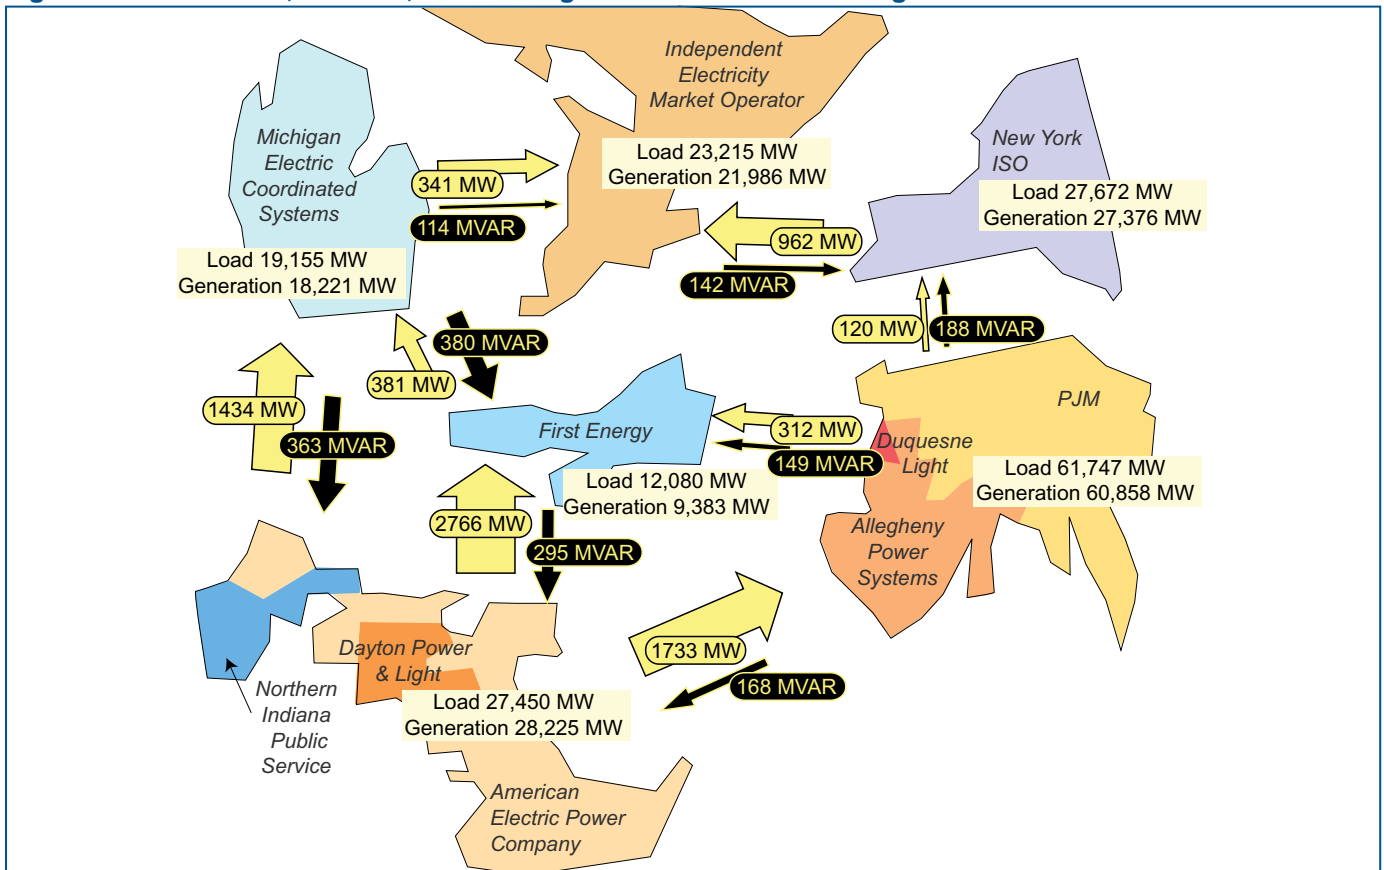 Independent
Electricity
Market Operator
Michigan
Electric
Coordinated
Systems
New York
ISO
Load 23,215 MW
Generation 21,986 MW
Load 27,672 MW
Generation 27,376 MW
341 MW
114 MVAR
962 MW
142 MVAR
Load 19,155 MW
Generation 18,221 MW
120 MW
188 MVAR
380 MVAR
381 MW
1434 MW
363 MVAR
PJM
First Energy
312 MW
149 MVAR
Duquesne
Light
Load 61,747 MW
Generation 60,858 MW
Load 12,080 MW
Generation 9,383 MW
2766 MW
295 MVAR
Allegheny
Power
Systems
1733 MW
168 MVAR
Dayton Power
& Light
Load 27,450 MW
Generation 28,225 MW
Northern
Indiana
Public
Service
American
Electric Power
Company